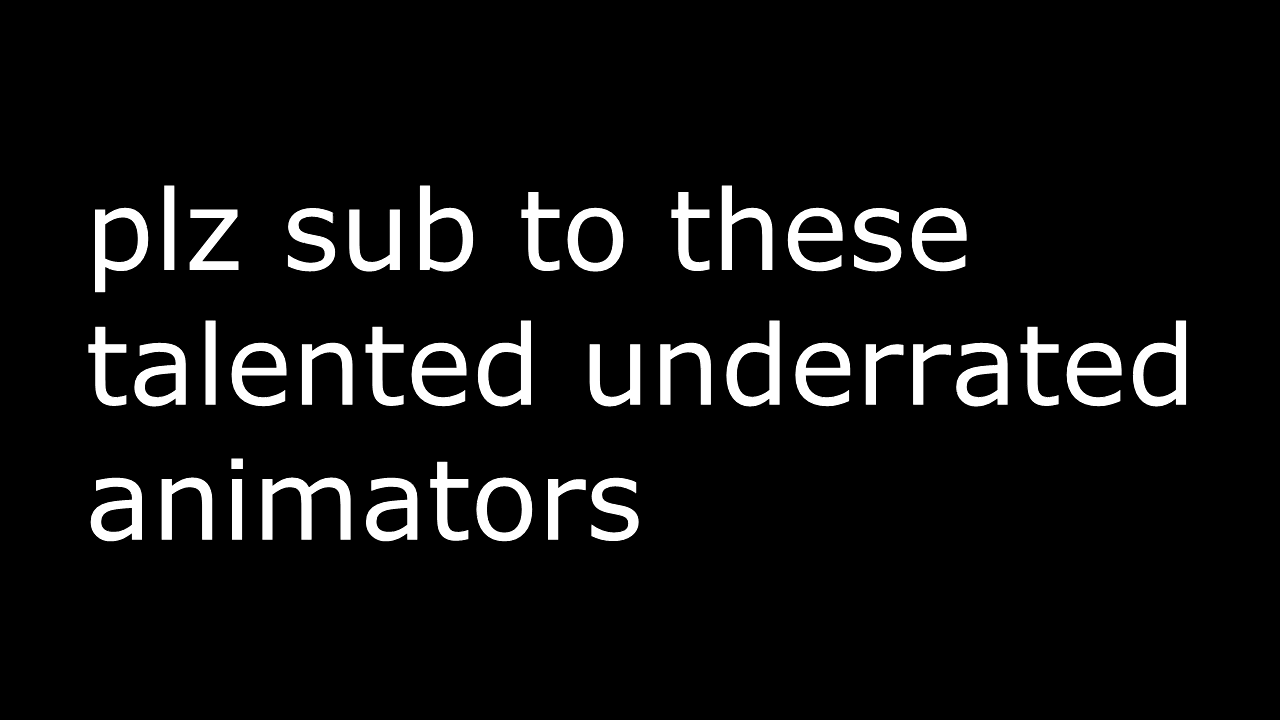 plz sub to these
talented underrated
animators